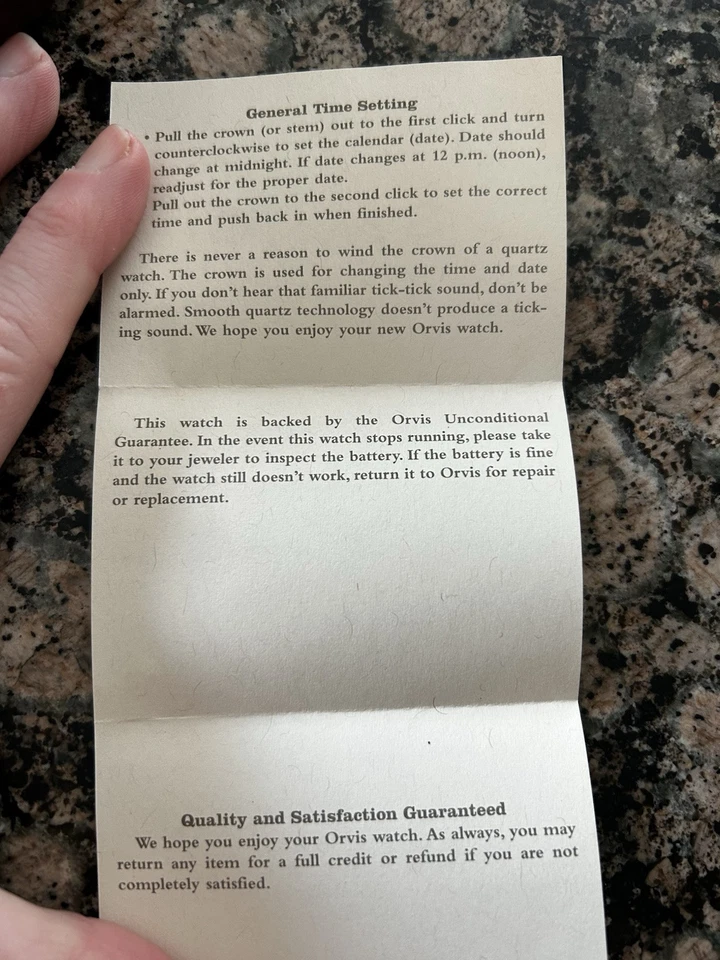 General Time Setting
• Pull the crown (or stem) out to the first click and turn
counterclockwise to set the calendar (date). Date should
change at midnight. If date changes at 12 p.m. (noon),
readjust for the proper date.
Pull out the crown to the second click to set the correct
time and push back in when finished.
There is never a reason to wind the crown of a quartz
watch. The crown is used for changing the time and date
only. If you don't hear that familiar tick-tick sound, don't be
alarmed. Smooth quartz technology doesn't produce a tick-
ing sound. We hope you enjoy your new Orvis watch.
This watch is backed by the Orvis Unconditional
Guarantee. In the event this watch stops running, please take
it to your jeweler to inspect the battery. If the battery is fine
and the watch still doesn't work, return it to Orvis for repair
or replacement.
Quality and Satisfaction Guaranteed
We hope you enjoy your Orvis watch. As always, you may
return any item for a full credit or refund if you are not
completely satisfied.